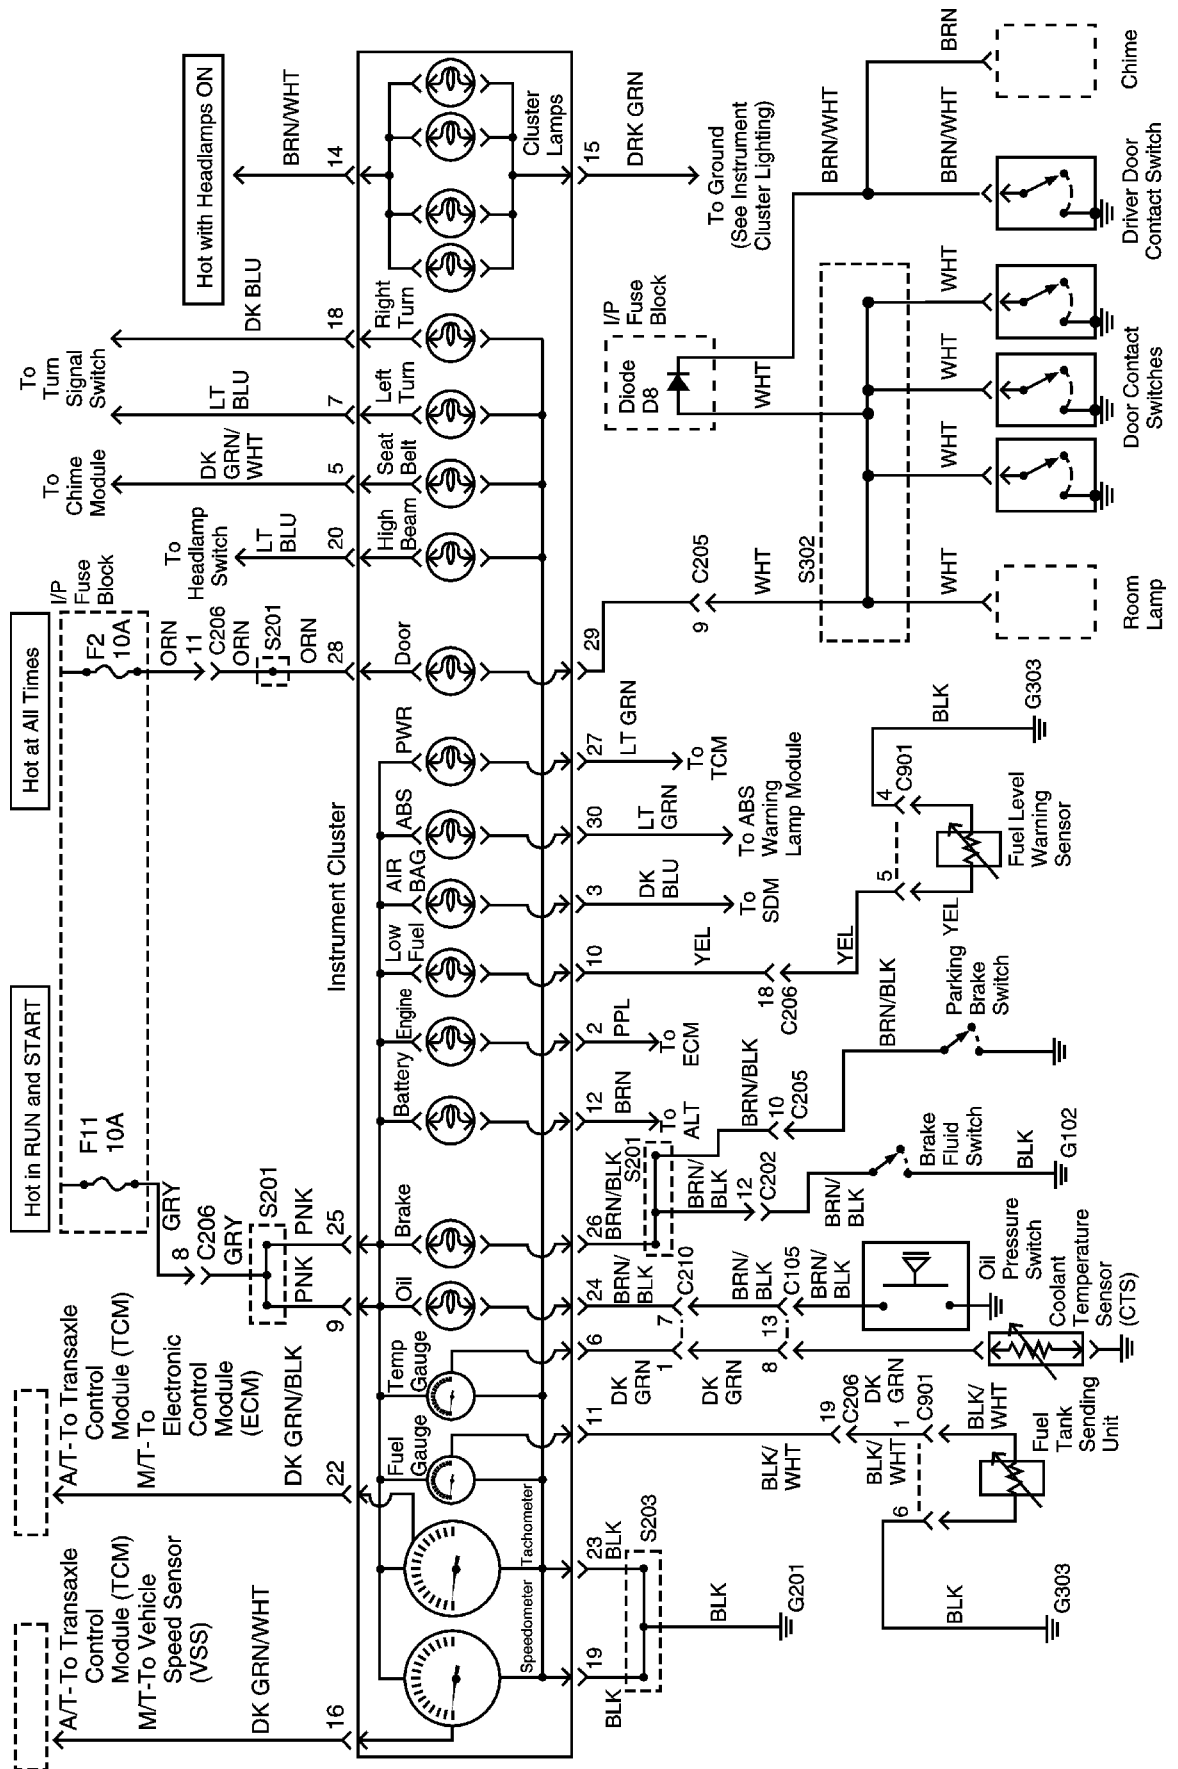 Hot in RUN and START
Hot at All Times
Hot with Headlamps ON
A/T- To Transaxle
Control
Module (TCM)
M/T-To Vehicle
Speed Sensor
(VSS)
A/T- To Transaxle
Control
Module (TCM)
M/T- To
Electronic
Control
Module
(ECM)
F11
10A
F2
10A
I/P
Fuse
Block
To
Headlamp
Switch
To
Chime
Module
To
Turn
Signal
Switch
DK GRN/WHT
16
DK GRN/BLK
22
GRY
8
C206
GRY
S201
PNK
PNK
9
25
ORN
11
C206
ORN
S201
ORN
28
LT
BLU
20
DK
GRN/
WHT
5
LT
BLU
7
DK BLU
18
BRN/WHT
14
Instrument Cluster
Speedometer
Tachometer
Fuel
Gauge
Temp
Gauge
Oil
Brake
Battery
Engine
Low
Fuel
AIR
BAG
ABS
PWR
Door
High
Beam
Seat
Belt
Left
Turn
Right
Turn
Cluster
Lamps
19
BLK
23
BLK
S203
BLK
G201
11
BLK/
WHT
19
C206
BLK/
WHT
DK
GRN
1
C901
BLK/
WHT
6
BLK
G303
Fuel
Tank
Sending
Unit
6
DK
GRN
1
DK
GRN
8
Coolant
Temperature
Sensor
(CTS)
24
BRN/
BLK
7
C210
BRN/
BLK
13
C105
BRN/
BLK
Oil
Pressure
Switch
26
BRN/BLK
S201
BRN/
BLK
12
C202
BRN/
BLK
Brake
Fluid
Switch
BLK
G102
BRN/BLK
10
C205
BRN/BLK
Parking
Brake
Switch
12
BRN
To
ALT
2
PPL
To
ECM
10
YEL
18
C206
YEL
5
YEL
4
C901
BLK
G303
Fuel Level
Warning
Sensor
3
DK
BLU
To
SDM
30
LT
GRN
To ABS
Warning
Lamp Module
27
LT GRN
To
TCM
29
9
C205
WHT
S302
WHT
Room
Lamp
I/P
Fuse
Block
Diode
D8
WHT
WHT
WHT
WHT
Door Contact
Switches
15
DRK GRN
To Ground
(See Instrument
Cluster Lighting)
BRN/WHT
BRN/WHT
Driver Door
Contact Switch
BRN
Chime